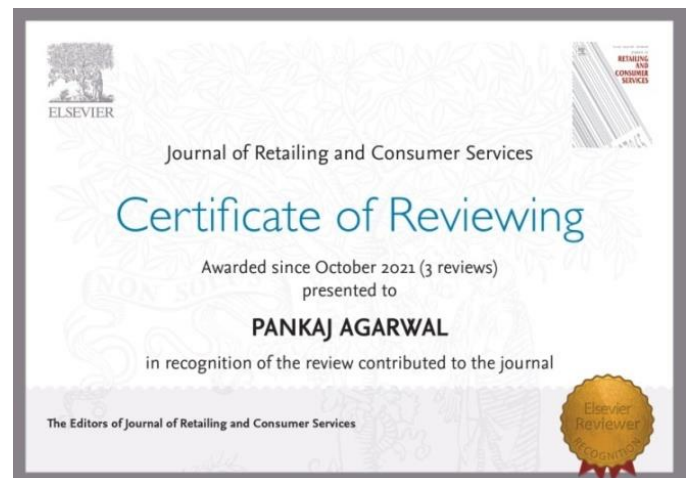 ELSEVIER
RETAILING
AND
CONSUMER
SERVICES
Journal of Retailing and Consumer Services
Certificate of Reviewing
Awarded since October 2021 (3 reviews)
presented to
PANKAJ AGARWAL
in recognition of the review contributed to the journal
NON
The Editors of Journal of Retailing and Consumer Services
Elsevier
Reviewer
RECOGNITION